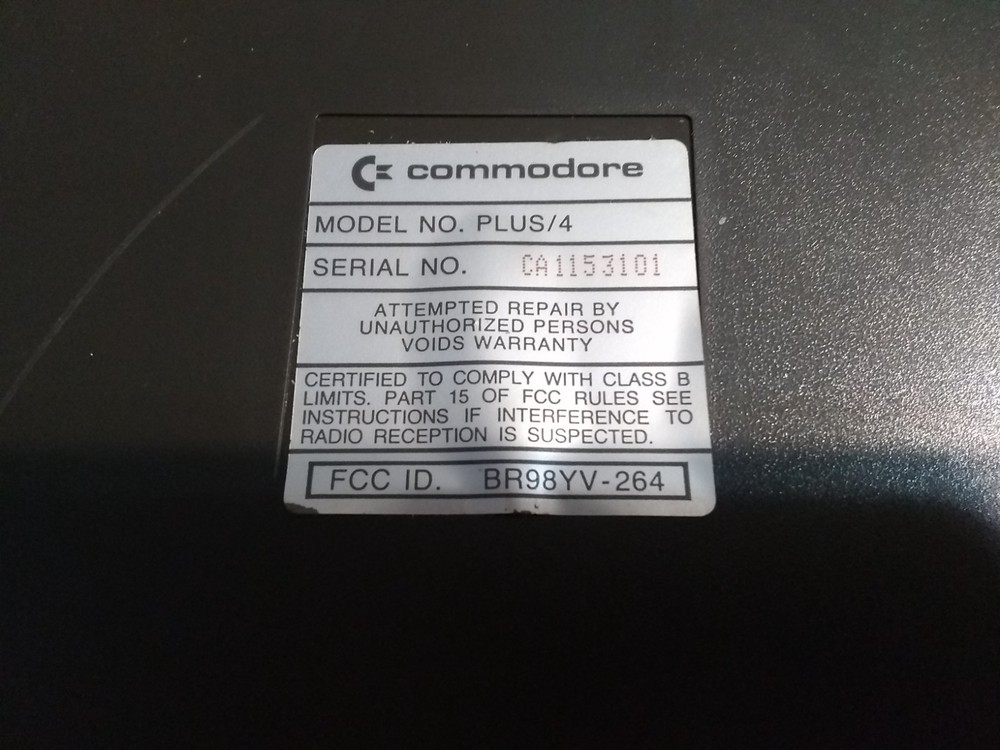 commodore
MODEL NO. PLUS/4
SERIAL NO. CA1153101
ATTEMPTED REPAIR BY
UNAUTHORIZED PERSONS
VOIDS WARRANTY
CERTIFIED TO COMPLY WITH CLASS B
LIMITS. PART 15 OF FCC RULES SEE
INSTRUCTIONS IF INTERFERENCE TO
RADIO RECEPTION IS SUSPECTED.
FCC ID. BR98YV-264